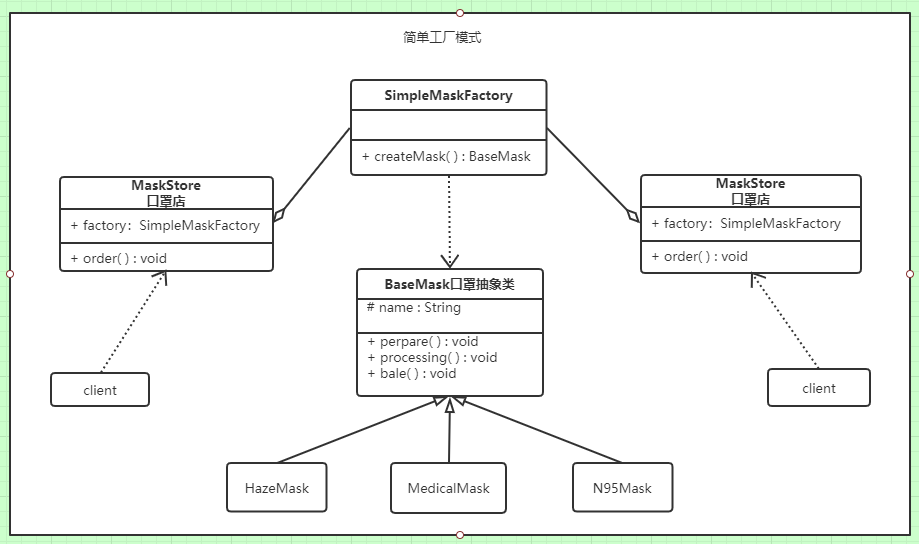 简单工厂模式
SimpleMaskFactory
+ createMask( ) : BaseMask
MaskStore
口罩店
+ factory：SimpleMaskFactory
+ order( ) : void
MaskStore
口罩店
+ factory：SimpleMaskFactory
+ order( ) : void
BaseMask口罩抽象类
# name : String
+ perpare( ) : void
+ processing( ) : void
+ bale( ) : void
client
client
HazeMask
MedicalMask
N95Mask